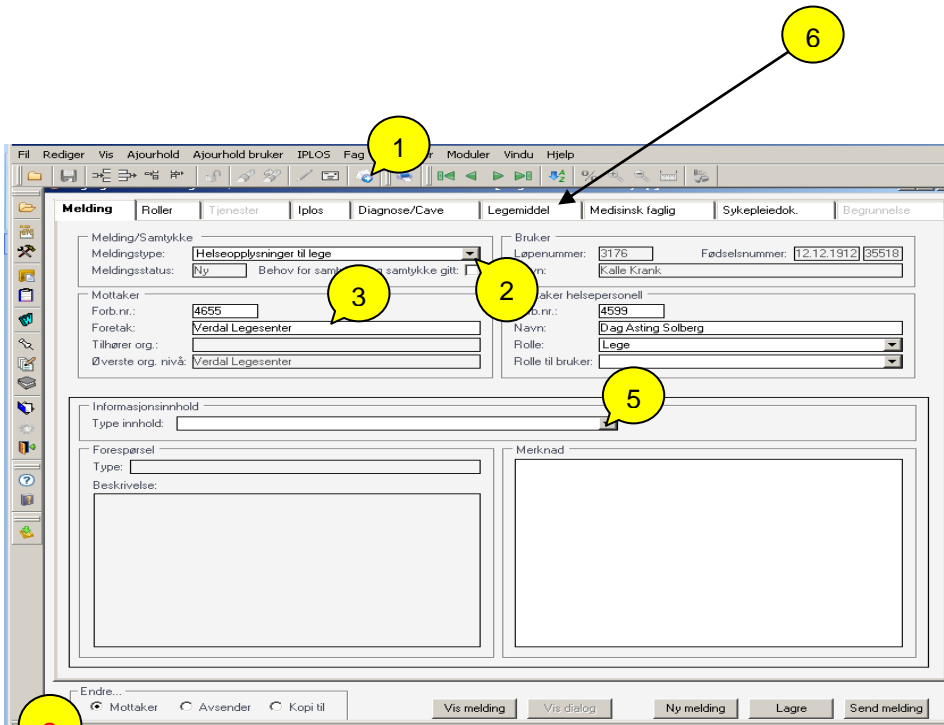 6
1
Fil Rediger Vis Ajourhold Ajourhold bruker IPLOS Fag Moduler Vindu Hjelp
Melding Roller Tjenester Iplos Diagnose/Cave Legemiddel Medisinsk faglig Sykepleiedok. Begrunnelse
Melding/Samtykke Bruker
Meldingstype: Helseopplysninger til lege Løpenummer: 3176 Fødselsnummer: 12.12.1912 35518
Meldingsstatus: Ny Behov for samtykke gitt: Kalle Krank
3 2
Mottaker helsepersonell
Forb.nr.: 4655 4599
Foretak: Verdal Legesenter Navn: Dag Asting Solberg
Tilhører org.: Rolle: Lege
Øverste org. nivå: Verdal Legesenter Rolle til bruker:
5
Informasjonsinnhold
Type innhold:
Forespørsel Merknad
Type:
Beskrivelse:
Endre...
Mottaker Avsender Kopi til Vis melding Vis dialog Ny melding Lagre Send melding